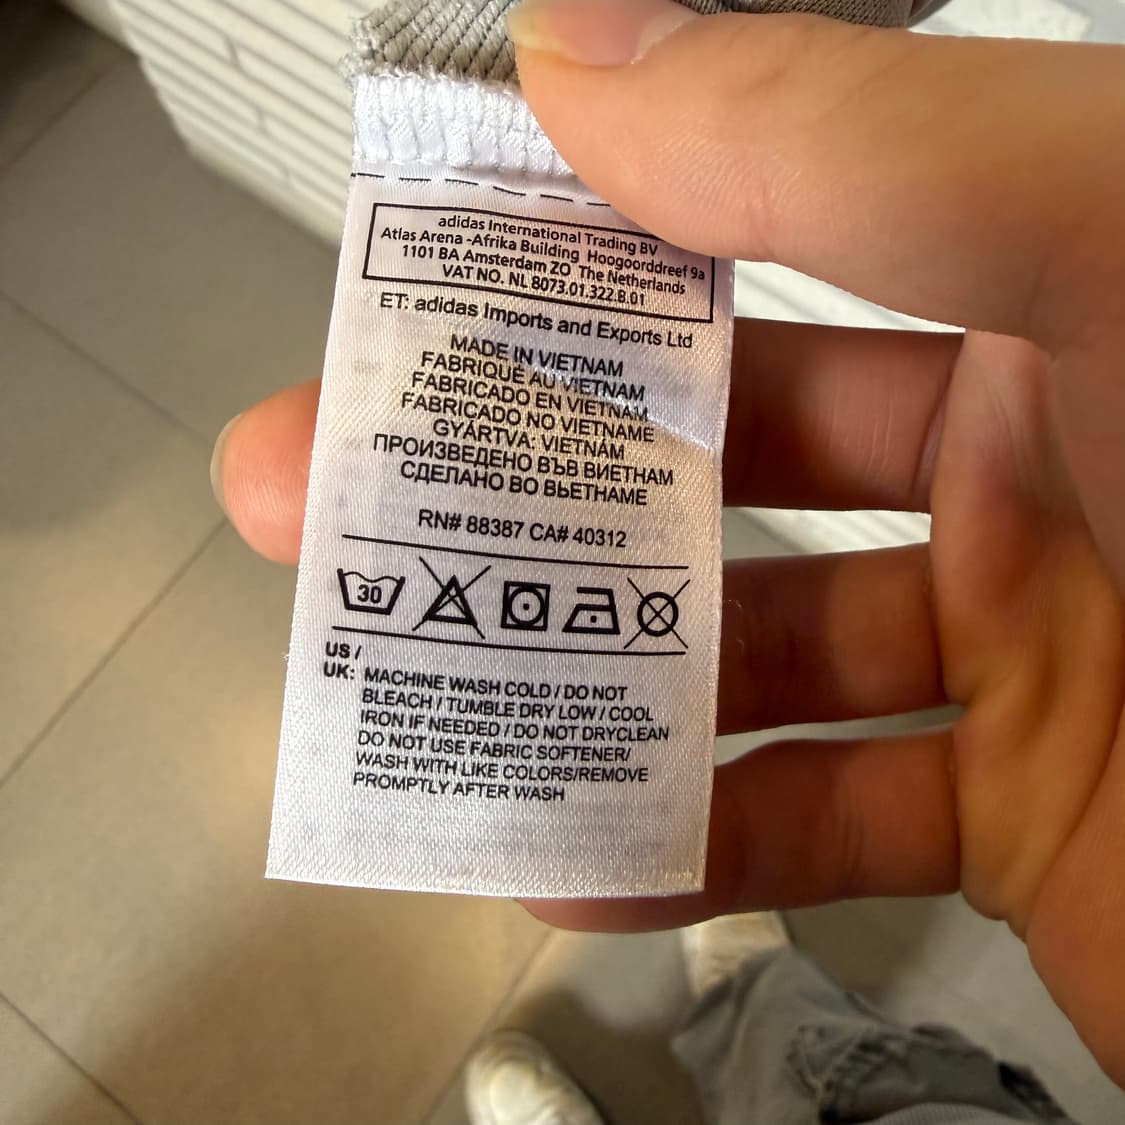 adidas International Trading BV
Atlas Arena -Afrika Building Hoogoorddreef 9a
1101 BA Amsterdam ZO The Netherlands
VAT NO. NL 8073.01.322.B.01
ET: adidas Imports and Exports Ltd
MADE IN VIETNAM
FABRIQUÉ AU VIETNAM
FABRICADO EN VIETNAM
FABRICADO NO VIETNAME
GYÁRTVA: VIETNÁM
ПРОИЗВЕДЕНО ВЪВ ВИЕТНАМ
СДЕЛАНО ВО ВЬЕТНАМЕ
RN# 88387 CA# 40312
30
US /
UK: MACHINE WASH COLD / DO NOT
BLEACH / TUMBLE DRY LOW / COOL
IRON IF NEEDED / DO NOT DRYCLEAN
DO NOT USE FABRIC SOFTENER/
WASH WITH LIKE COLORS/REMOVE
PROMPTLY AFTER WASH